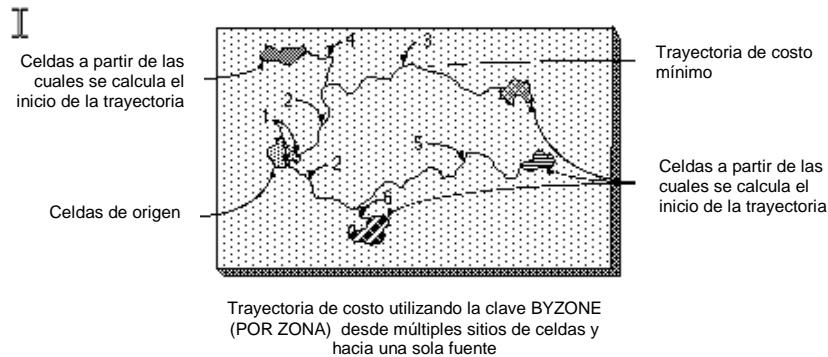 Celdas a partir de las
cuales se calcula el
inicio de la trayectoria
4
3
Trayectoria de costo
mínimo
1
2
5
2
6
Celdas a partir de las
cuales se calcula el
inicio de la trayectoria
Celdas de origen
Trayectoria de costo utilizando la clave BYZONE
(POR ZONA) desde múltiples sitios de celdas y
hacia una sola fuente